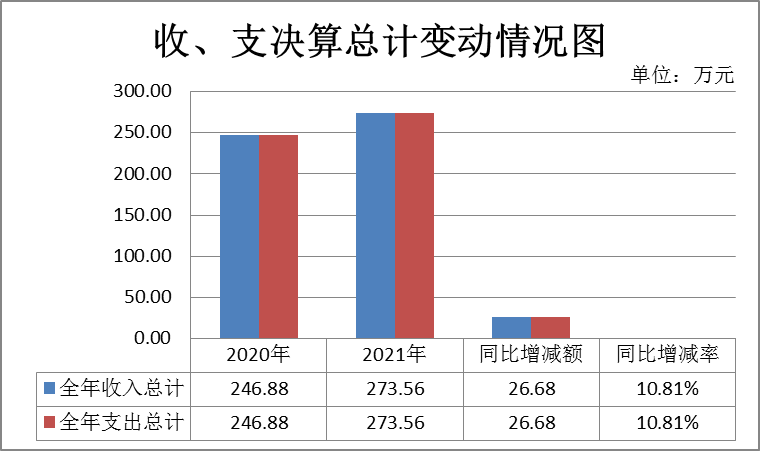 收、支决算总计变动情况图
单位：万元
300.00
250.00
200.00
150.00
100.00
50.00
0.00
2020年 2021年 同比增减额 同比增减率
全年收入总计 246.88 273.56 26.68 10.81%
全年支出总计 246.88 273.56 26.68 10.81%